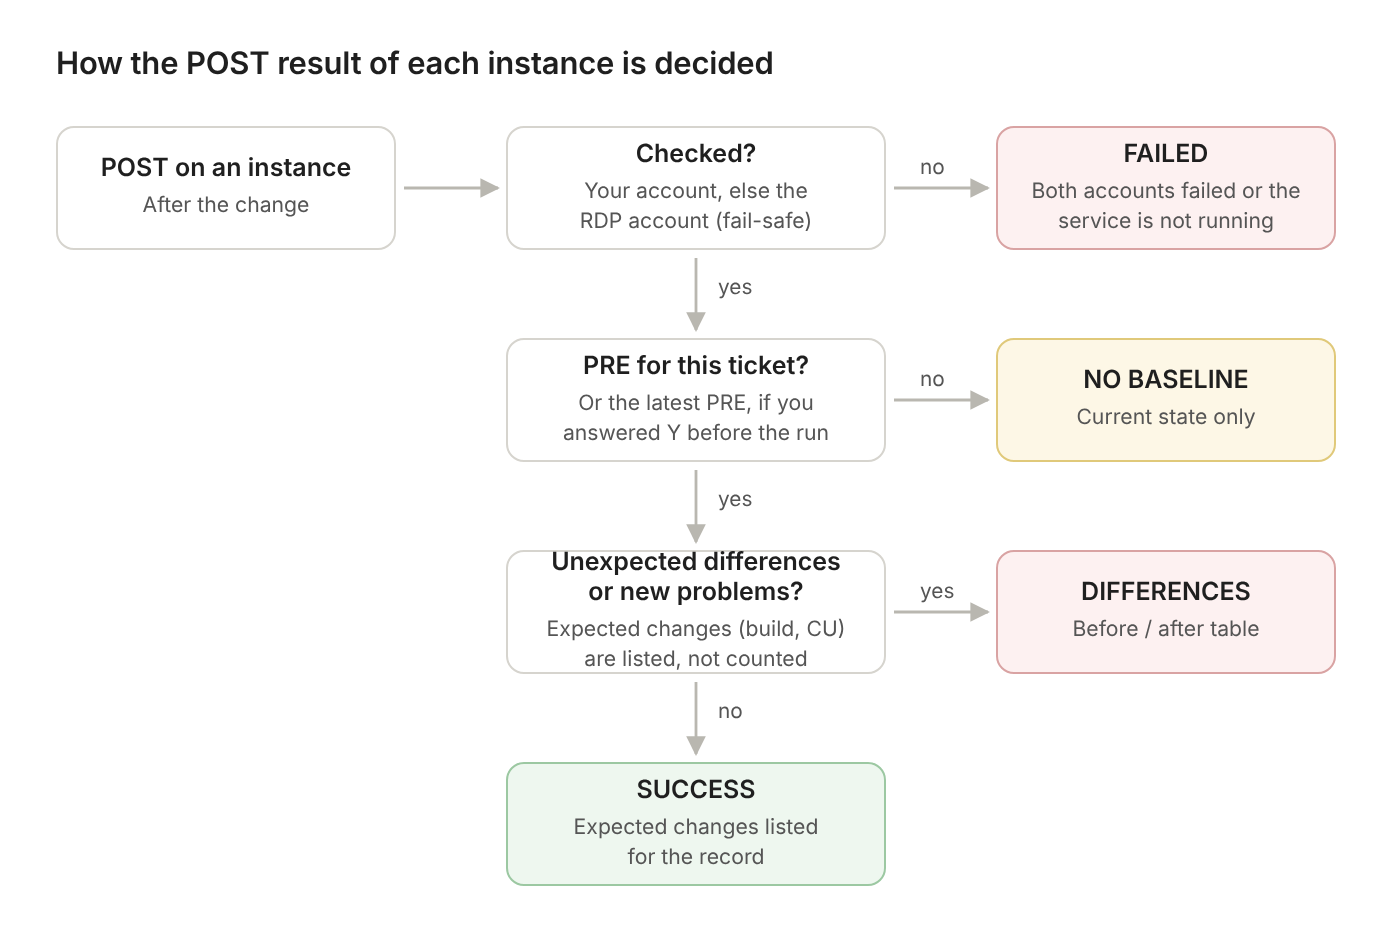 How the POST result of each instance is decided
POST on an instance
After the change
Checked?
Your account, else the
RDP account (fail-safe)
no
FAILED
Both accounts failed or the
service is not running
yes
PRE for this ticket?
Or the latest PRE, if you
answered Y before the run
no
NO BASELINE
Current state only
yes
Unexpected differences
or new problems?
Expected changes (build, CU)
are listed, not counted
yes
DIFFERENCES
Before / after table
no
SUCCESS
Expected changes listed
for the record